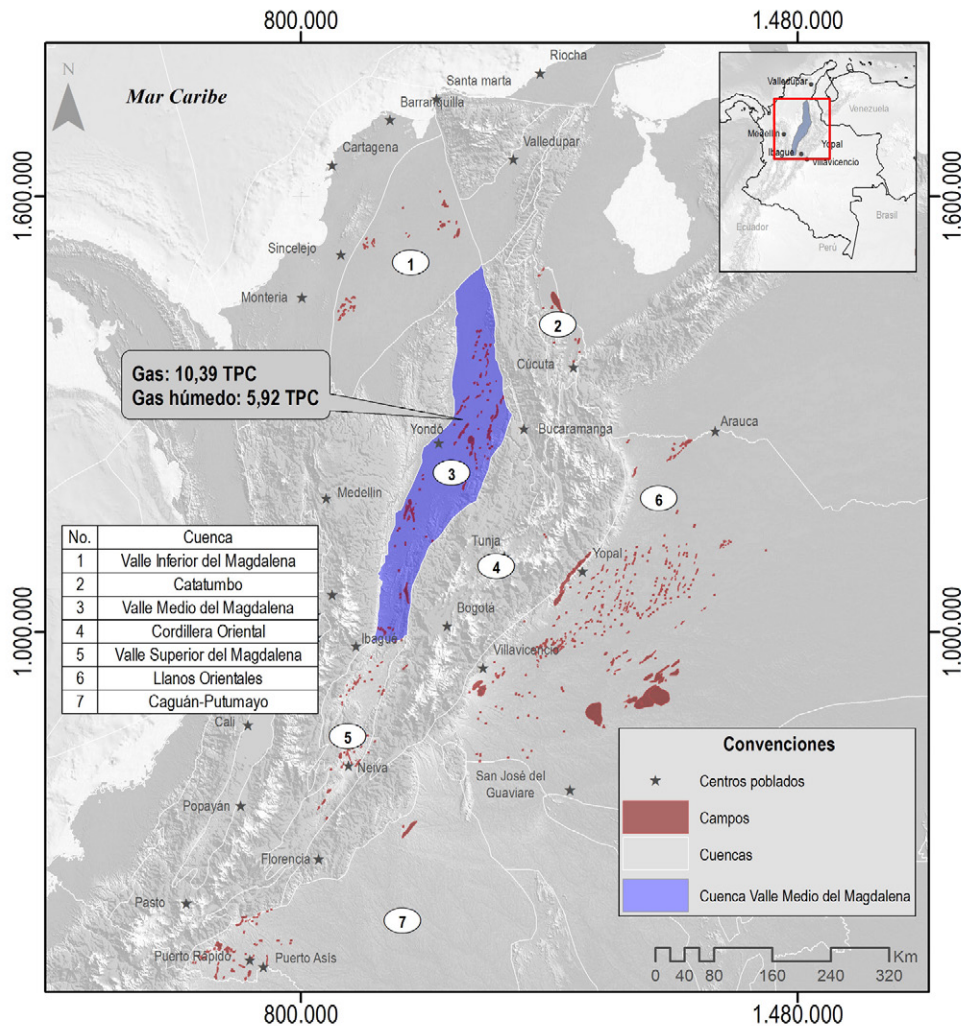 800.000
1.480.000
N
Mar Caribe
Riocha
Santa marta
Barranquilla
Cartagena
Valledupar
Valledupar
Venezuela
Medellín
Yopal
Ibagué
Villavicencio
Ecuador
Brasil
Perú
1.600.000
1.600.000
Sincelejo
1
Monteria
2
Cúcuta
Gas: 10,39 TPC
Gas húmedo: 5,92 TPC
Yondó
Bucaramanga
Arauca
3
6
Medellin
Tunja
4
Yopal
No. Cuenca
1 Valle Inferior del Magdalena
2 Catatumbo
3 Valle Medio del Magdalena
4 Cordillera Oriental
5 Valle Superior del Magdalena
6 Llanos Orientales
7 Caguán-Putumayo
Bogotá
1.000.000
1.000.000
Ibagué
Villavicencio
Cali
5
Neiva
San José del
Guaviare
Popayán
Florencia
Pasto
7
Puerto Rápido
Puerto Asís
Convenciones
Centros poblados
Campos
Cuencas
Cuenca Valle Medio del Magdalena
Km
0 40 80 160 240 320
800.000
1.480.000